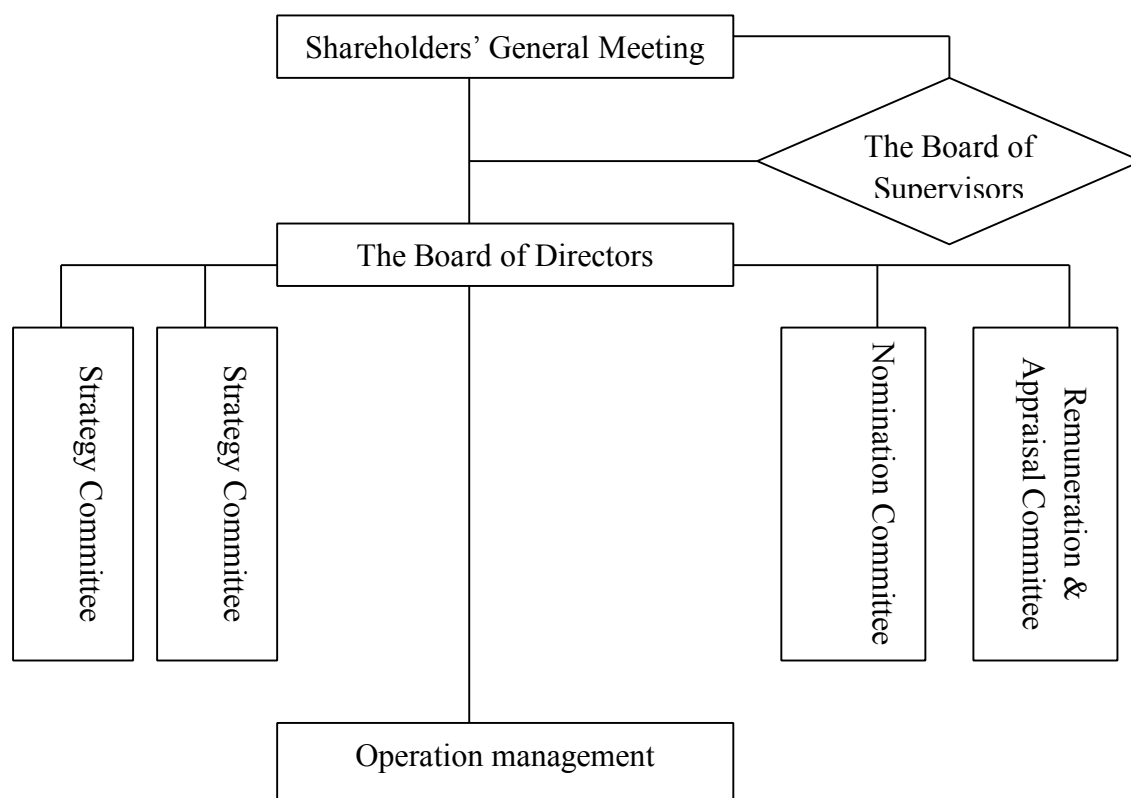 Shareholders’ General Meeting
The Board of
Supervisors
The Board of Directors
Strategy Committee
Strategy Committee
Nomination Committee
Remuneration &
Appraisal Committee
Operation management